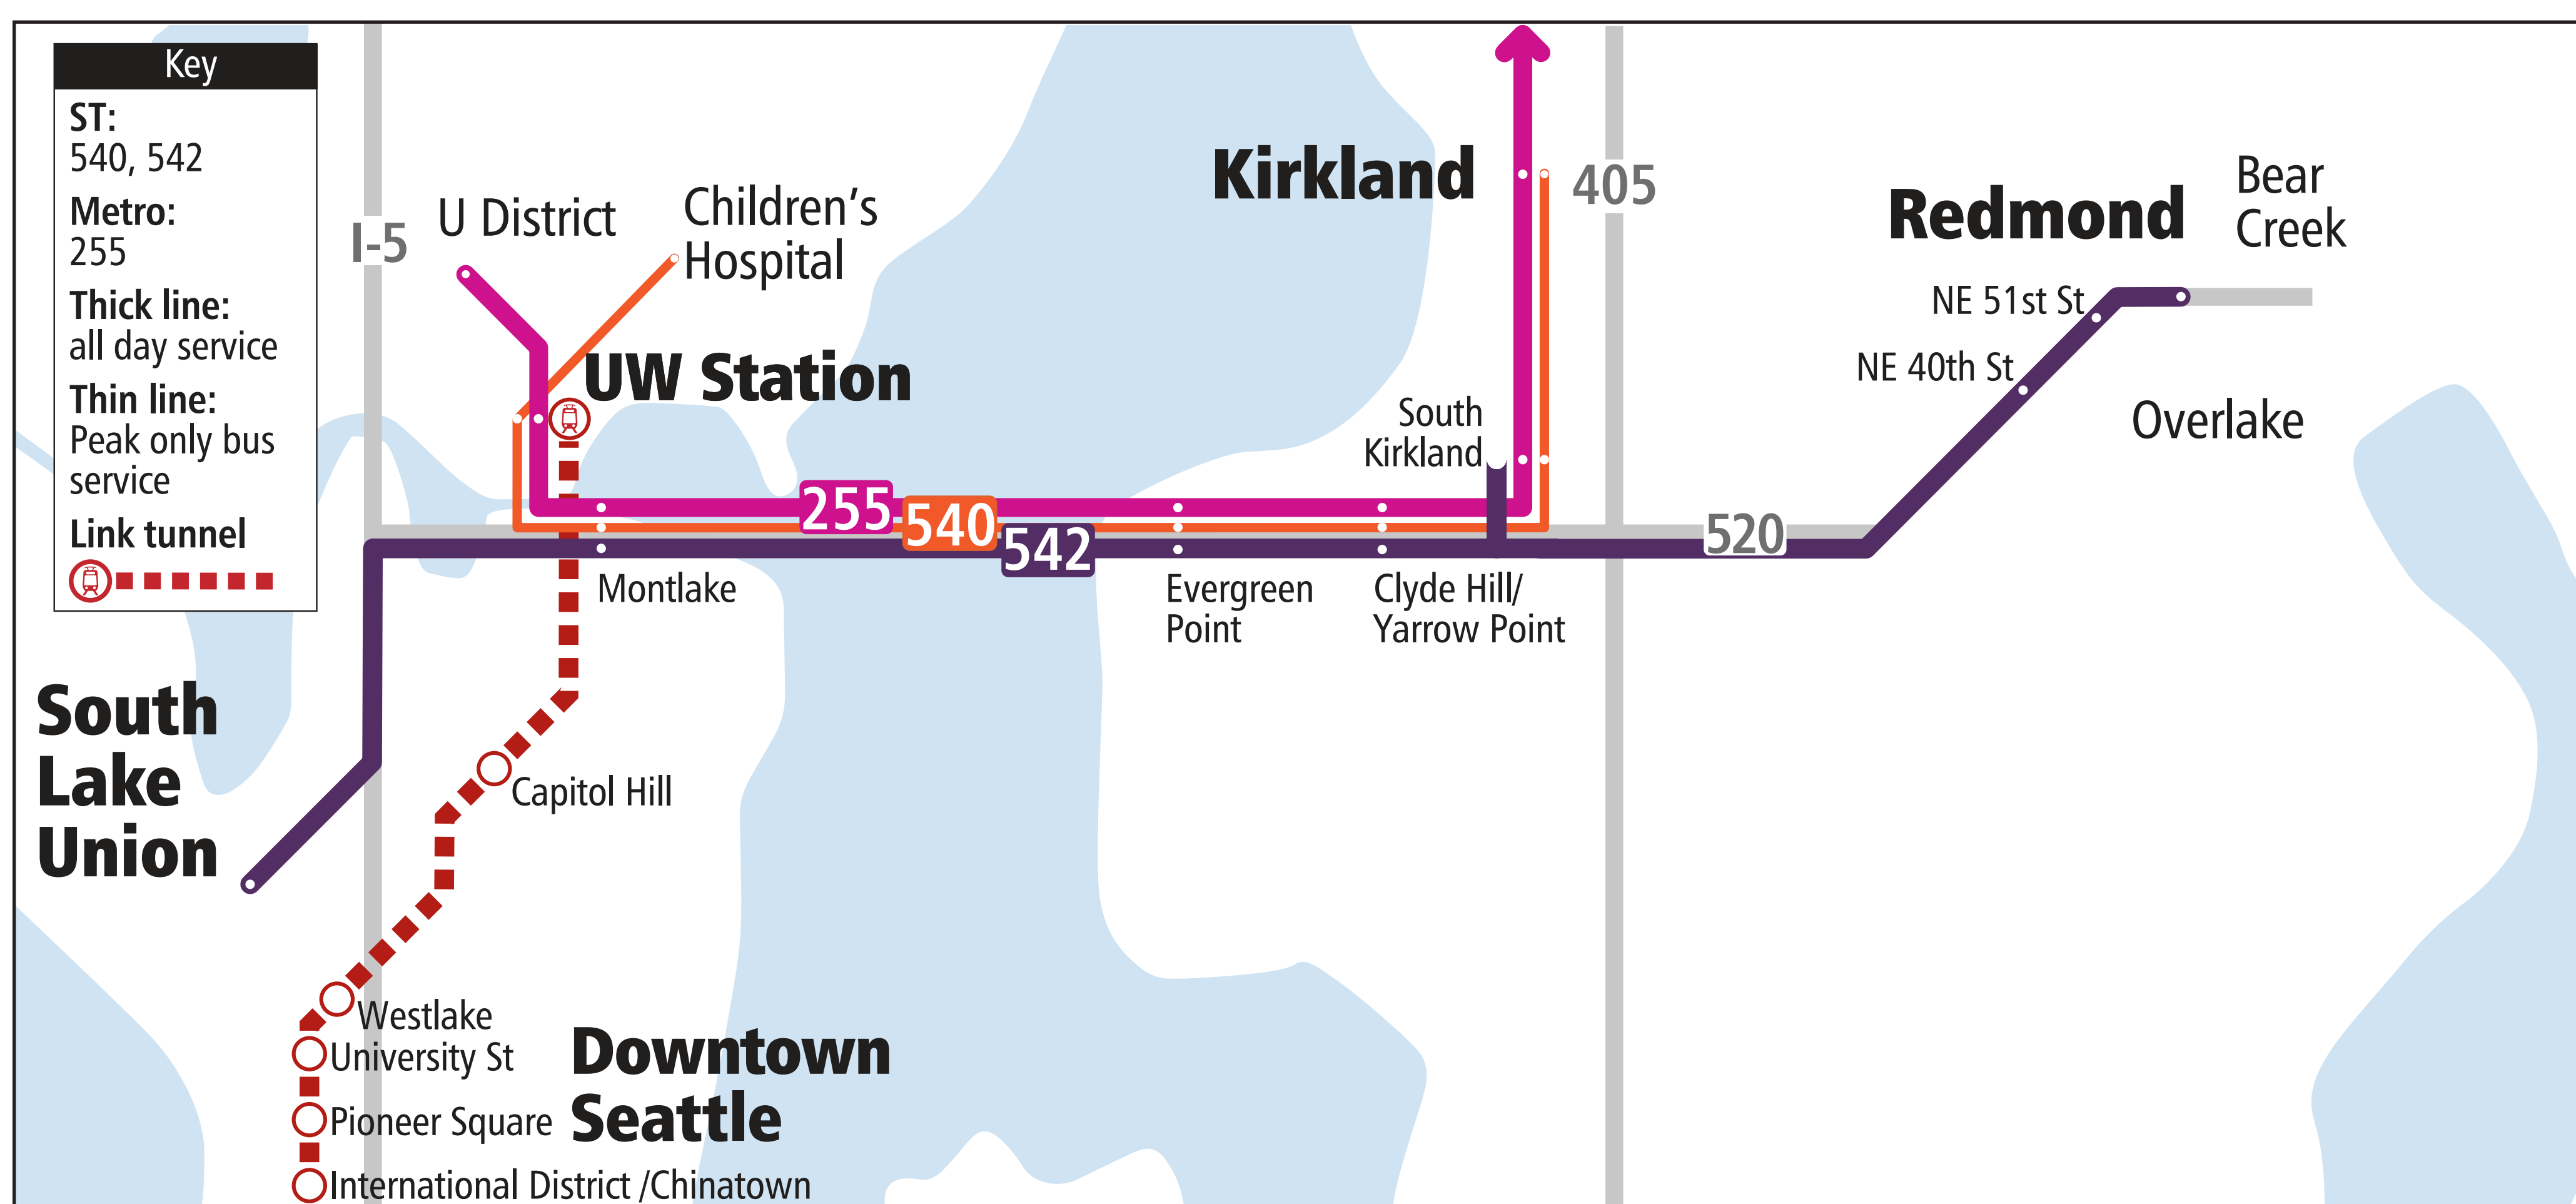 Key
ST:
540, 542
Metro:
255
Thick line:
all day service
Thin line:
Peak only bus
service
Link tunnel
I-5
U District
Children's
Hospital
UW Station
Kirkland
405
Redmond
Bear
Creek
NE 51st St
NE 40th St
Overlake
South
Kirkland
255
540
542
520
Montlake
Evergreen
Point
Clyde Hill/
Yarrow Point
South
Lake
Union
Capitol Hill
Westlake
University St
Pioneer Square
International District /Chinatown
Downtown
Seattle